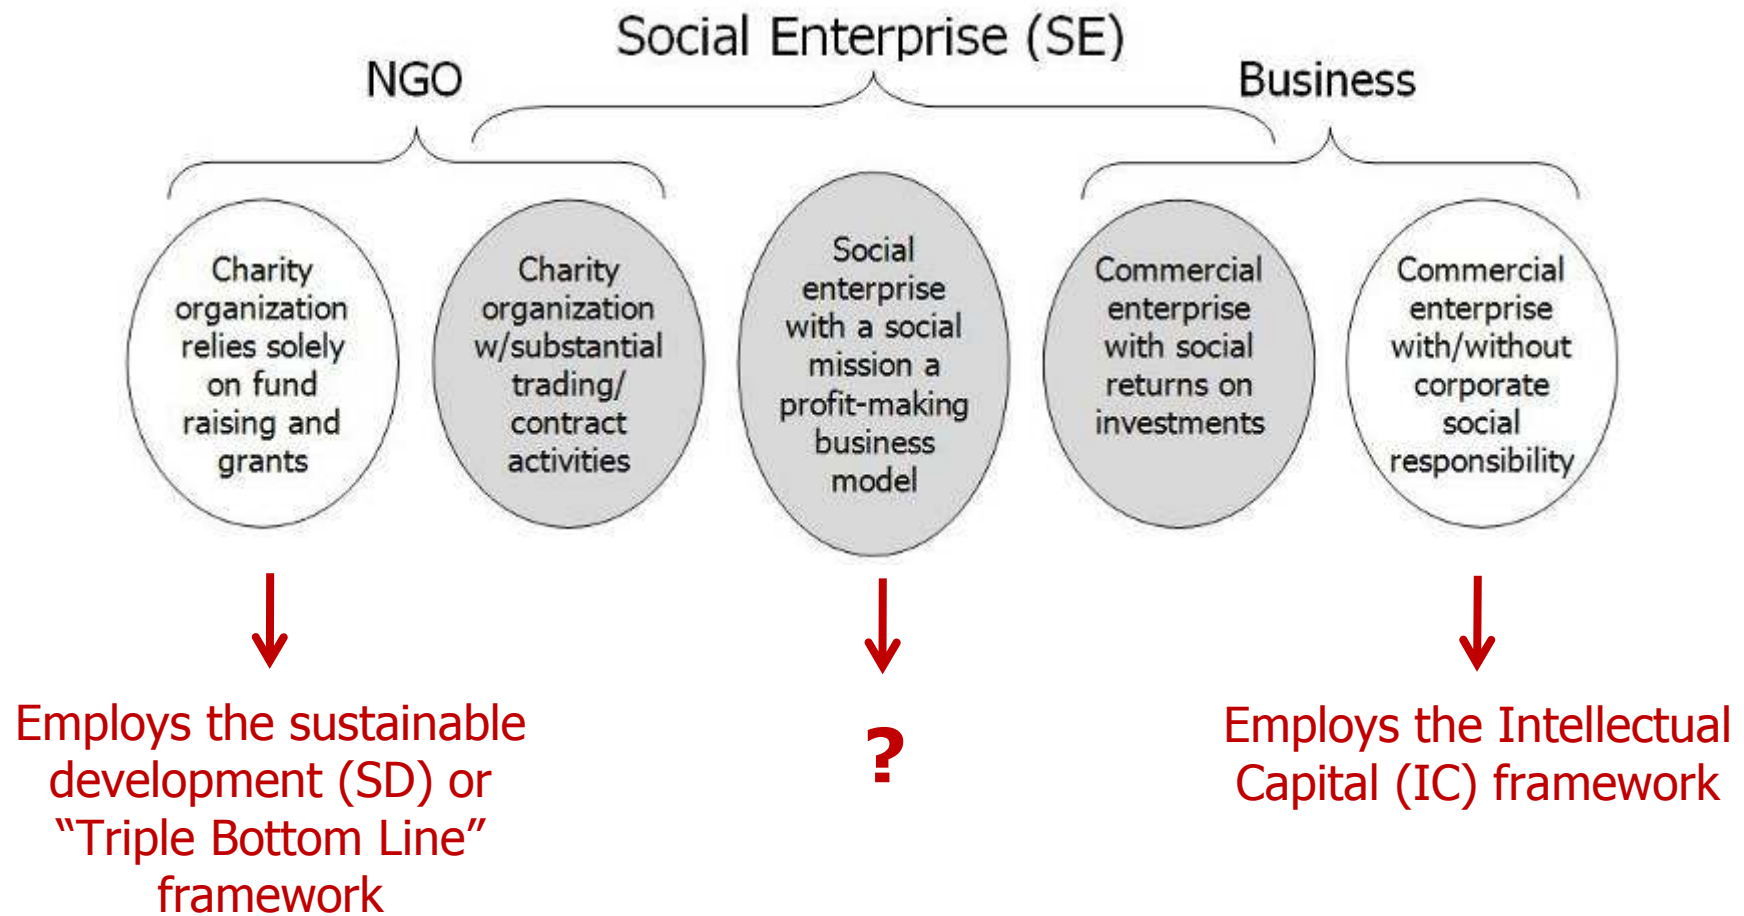 Social Enterprise (SE)
NGO
Business
Charity
organization
relies solely
on fund
raising and
grants
Charity
organization
w/substantial
trading/
contract
activities
Social
enterprise
with a social
mission a
profit-making
business
model
Commercial
enterprise
with social
returns on
investments
Commercial
enterprise
with/without
corporate
social
responsibility
Employs the sustainable
development (SD) or
“Triple Bottom Line”
framework
?
Employs the Intellectual
Capital (IC) framework